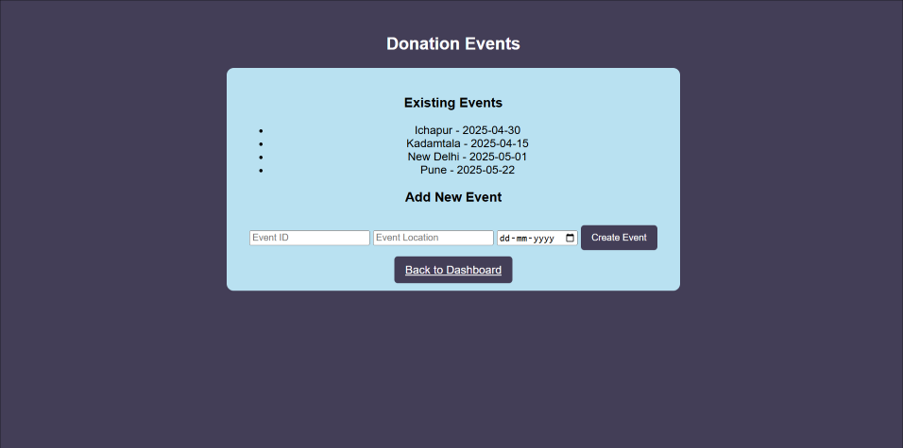 Donation Events
Existing Events
• Ichapur - 2025-04-30
• Kadamtala - 2025-04-15
• New Delhi - 2025-05-01
• Pune - 2025-05-22
Add New Event
Event ID Event Location dd-mm-yyyy Create Event
Back to Dashboard